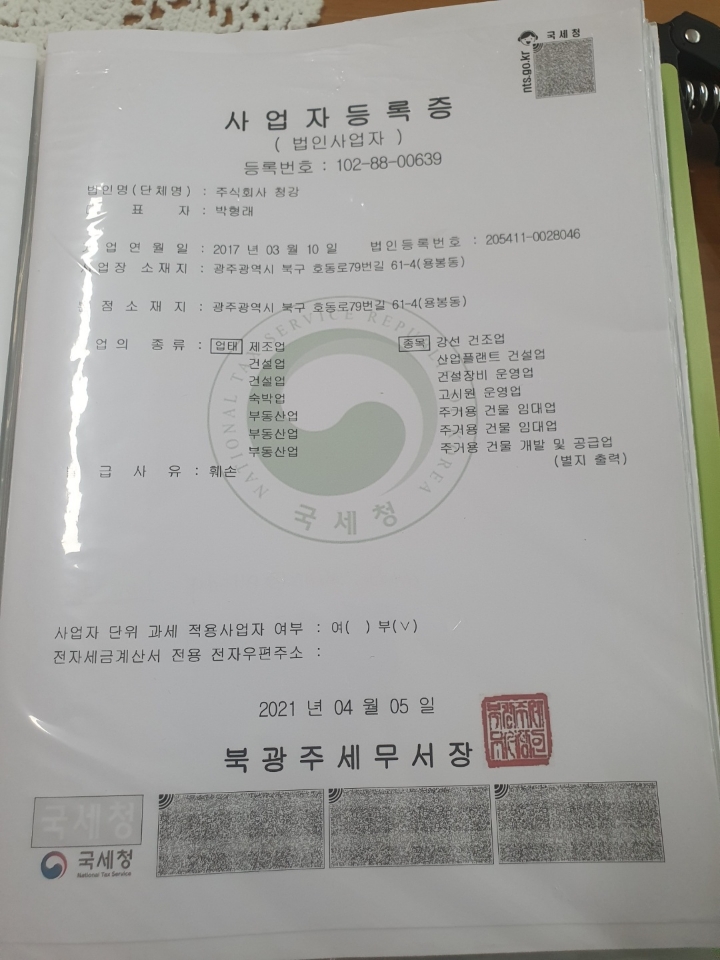 국세청
nts.go.kr
사업자등록증
( 법인사업자 )
등록번호 : 102-88-00639
법인명(단체명) : 주식회사 청강
표 자 : 박형래
업 연 월 일 : 2017 년 03 월 10 일 법인등록번호 : 205411-0028046
사업장 소재지 : 광주광역시 북구 호동로79번길 61-4(용봉동)
점 소 재 지 : 광주광역시 북구 호동로79번길 61-4(용봉동)
업의 종류 : 업태 제조업 종목 강선 건조업
건설업 산업플랜트 건설업
건설업 건설장비 운영업
숙박업 고시원 운영업
부동산업 주거용 건물 임대업
부동산업 주거용 건물 임대업
부동산업 주거용 건물 개발 및 공급업
(별지 출력)
급 사 유 : 훼손
NATIONAL TAX SERVICE REPUBLIC KOREA
국세청
사업자 단위 과세 적용사업자 여부 : 여( ) 부(∨)
전자세금계산서 전용 전자우편주소 :
2021 년 04 월 05 일
북광주세무서장
국세청
국세청
National Tax Service